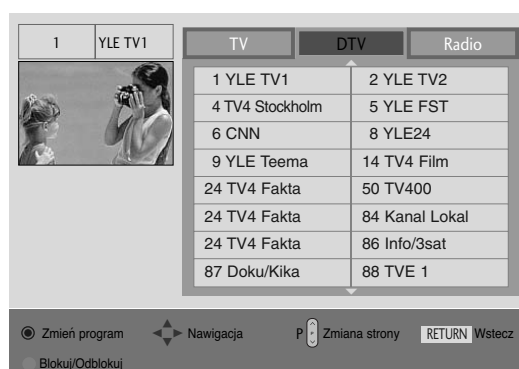 1 YLE TV1
TV DTV Radio
1 YLE TV1 2 YLE TV2
4 TV4 Stockholm 5 YLE FST
6 CNN 8 YLE24
9 YLE Teema 14 TV4 Film
24 TV4 Fakta 50 TV400
24 TV4 Fakta 84 Kanal Lokal
24 TV4 Fakta 86 Info/3sat
87 Doku/Kika 88 TVE 1
Zmień program Nawigacja P P Zmiana strony RETURN Wstecz
Blokuj/Odblokuj